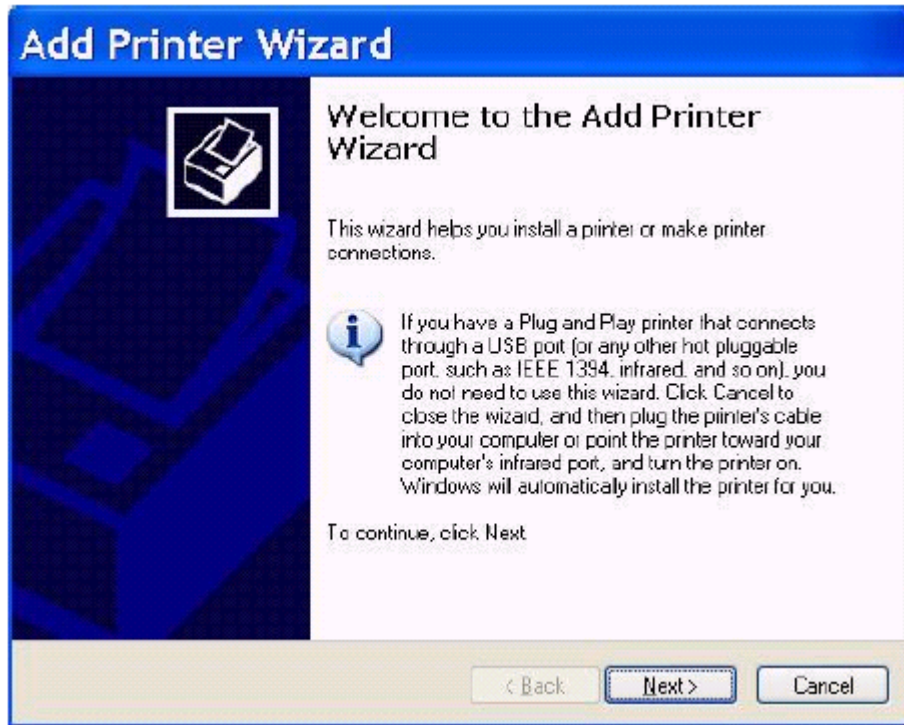 Add Printer Wizard
Welcome to the Add Printer
Wizard
This wizard helps you install a printer or make printer
connections.
If you have a Plug and Play printer that connects
through a USB port (or any other hot pluggable
port, such as IEEE 1394, infrared, and so on), you
do not need to use this wizard. Click Cancel to
close the wizard, and then plug the printer's cable
into your computer or point the printer toward your
computer's infrared port, and turn the printer on.
Windows will automatically install the printer for you.
To continue, click Next
< Back Next > Cancel